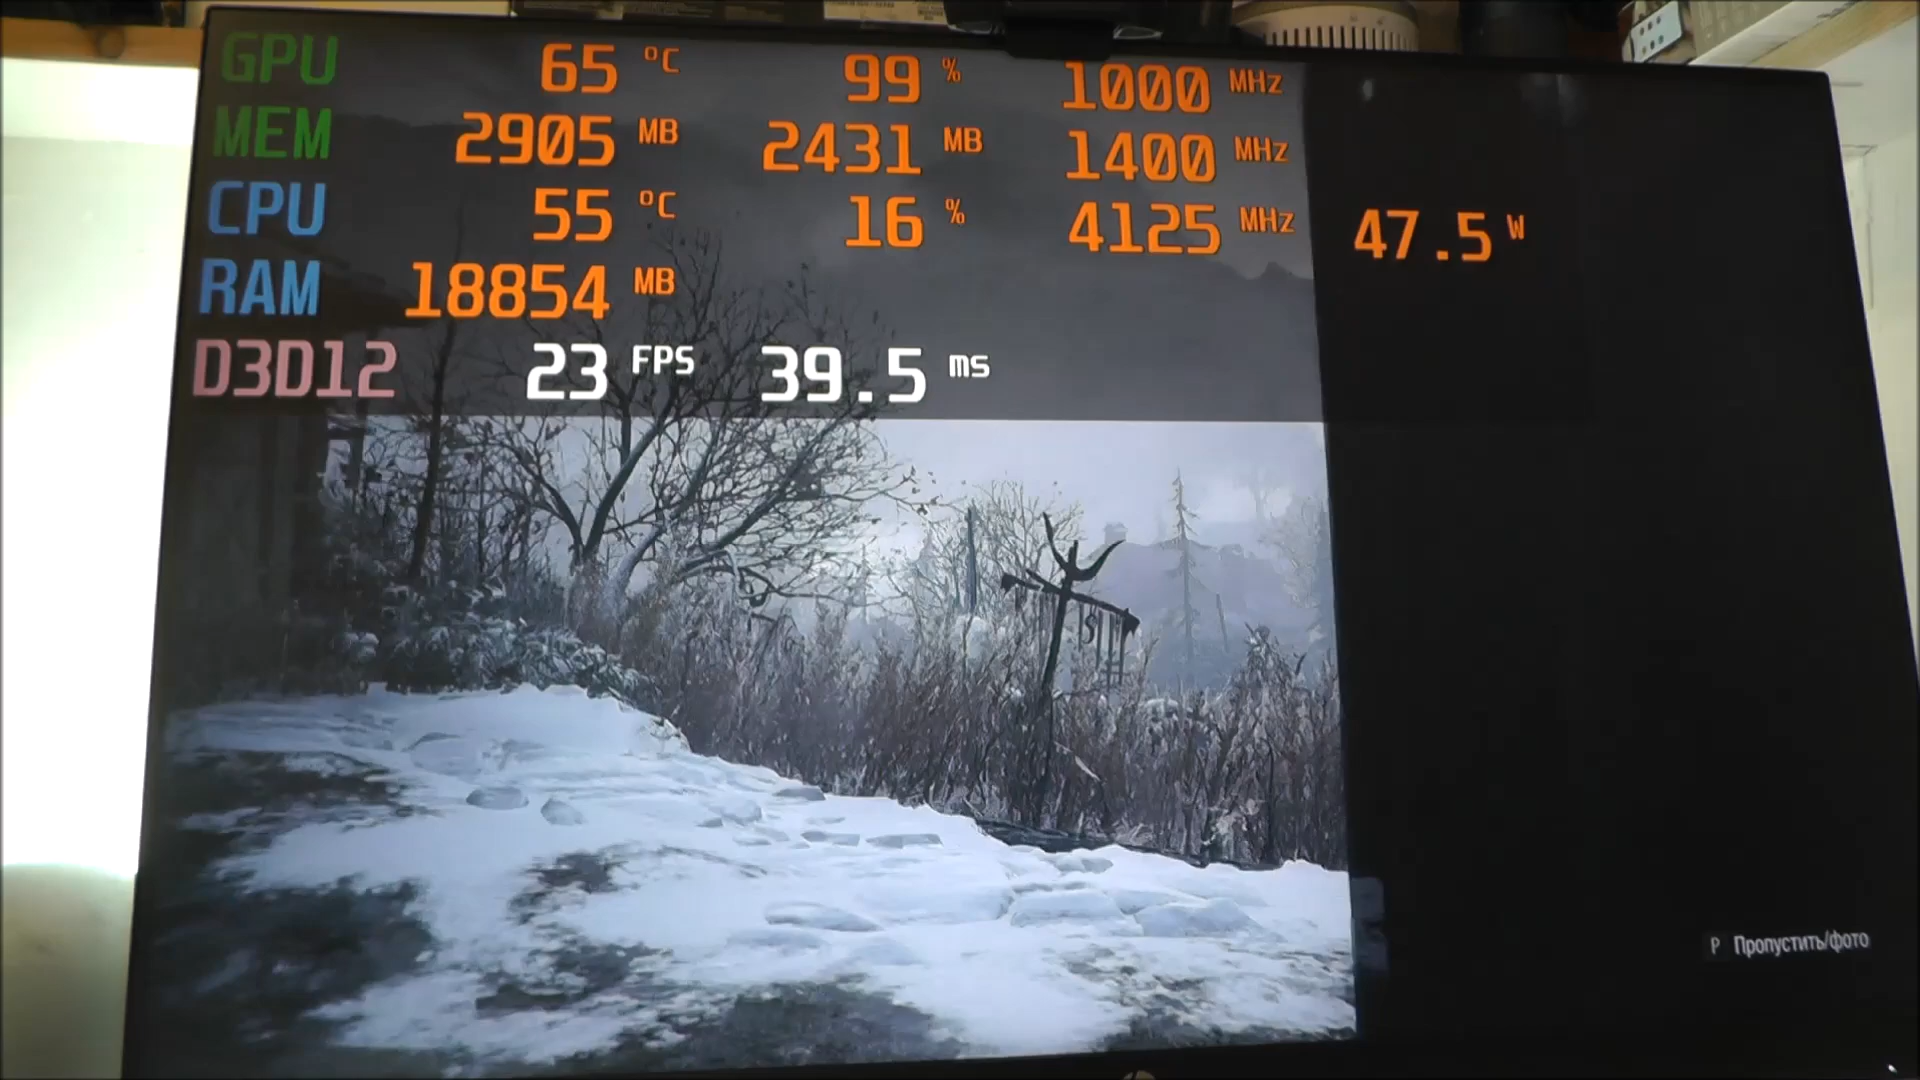 GPU 65 °C 99 % 1000 MHz
MEM 2905 MB 2431 MB 1400 MHz
CPU 55 °C 16 % 4125 MHz 47.5 W
RAM 18854 MB
D3D12 23 FPS 39.5 ms
P Пропустить/фото